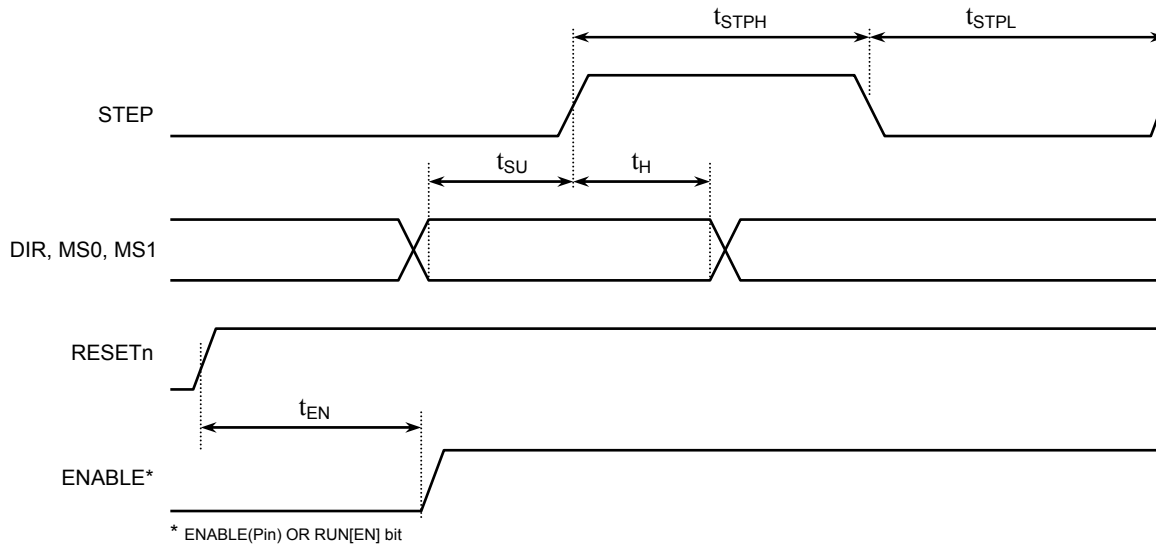 tSTPH
tSTPL
STEP
tSU
tH
DIR, MS0, MS1
RESETn
tEN
ENABLE*
* ENABLE(Pin) OR RUN[EN] bit